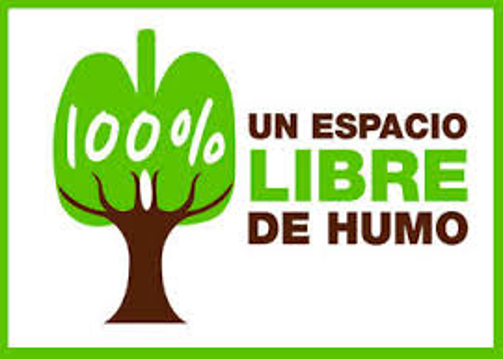 100%
UN ESPACIO
LIBRE
DE HUMO